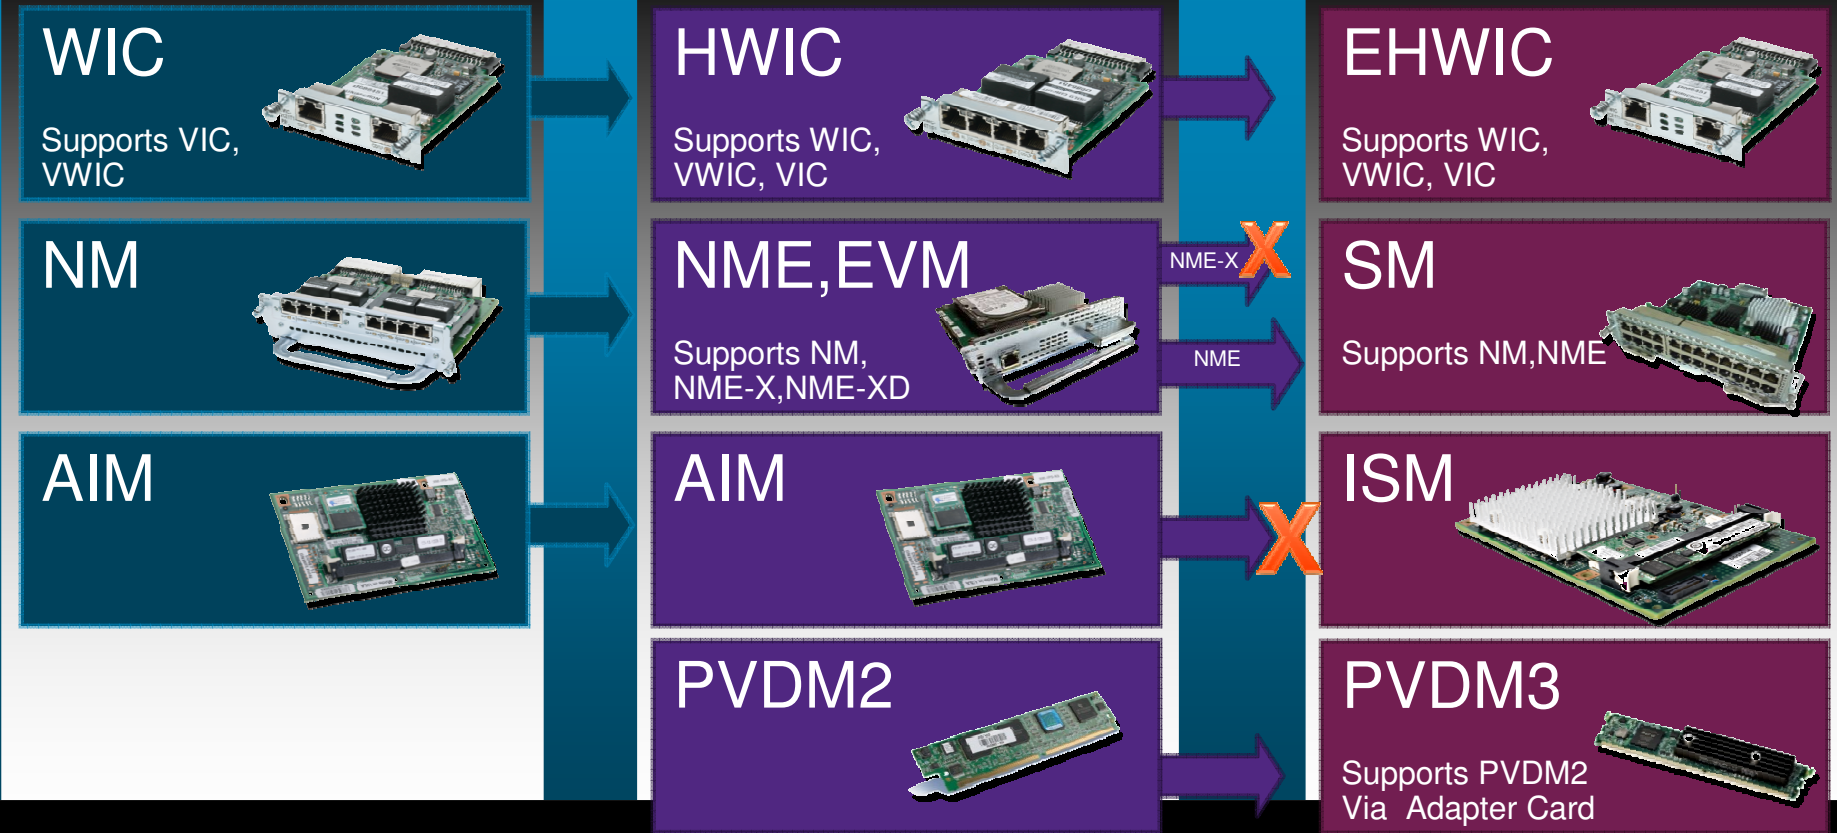 WIC
Supports VIC,
VWIC
HWIC
Supports WIC,
VWIC, VIC
EHWIC
Supports WIC,
VWIC, VIC
NM
NME,EVM
Supports NM,
NME-X,NME-XD
NME-X
X
NME
SM
Supports NM,NME
AIM
AIM
X
ISM
PVDM2
PVDM3
Supports PVDM2
Via Adapter Card